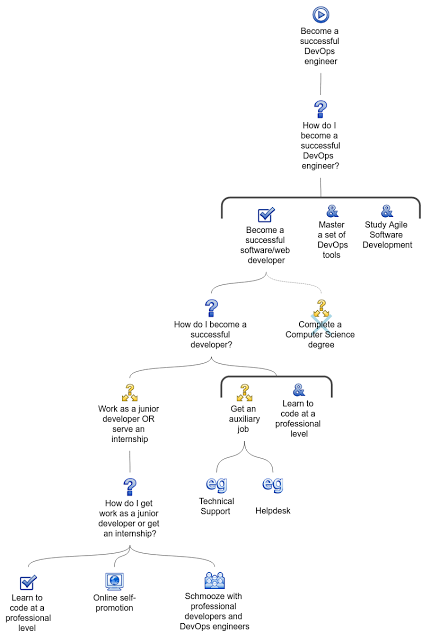 Become a
successful
DevOps
engineer
?
How do I
become a
successful
DevOps
engineer?
&
&
Become a
successful
software/web
developer
Master
a set of
DevOps
tools
Study Agile
Software
Development
?
?
How do I become a
successful
developer?
Complete a
Computer Science
degree
?
?
&
Work as a junior
developer OR
serve an
internship
Get an
auxiliary
job
Learn to
code at a
professional
level
?
eg
eg
How do I get
work as a junior
developer or get
an internship?
Technical
Support
Helpdesk
Learn to
code at a
professional
level
Online self-
promotion
Schmooze with
professional
developers and
DevOps engineers